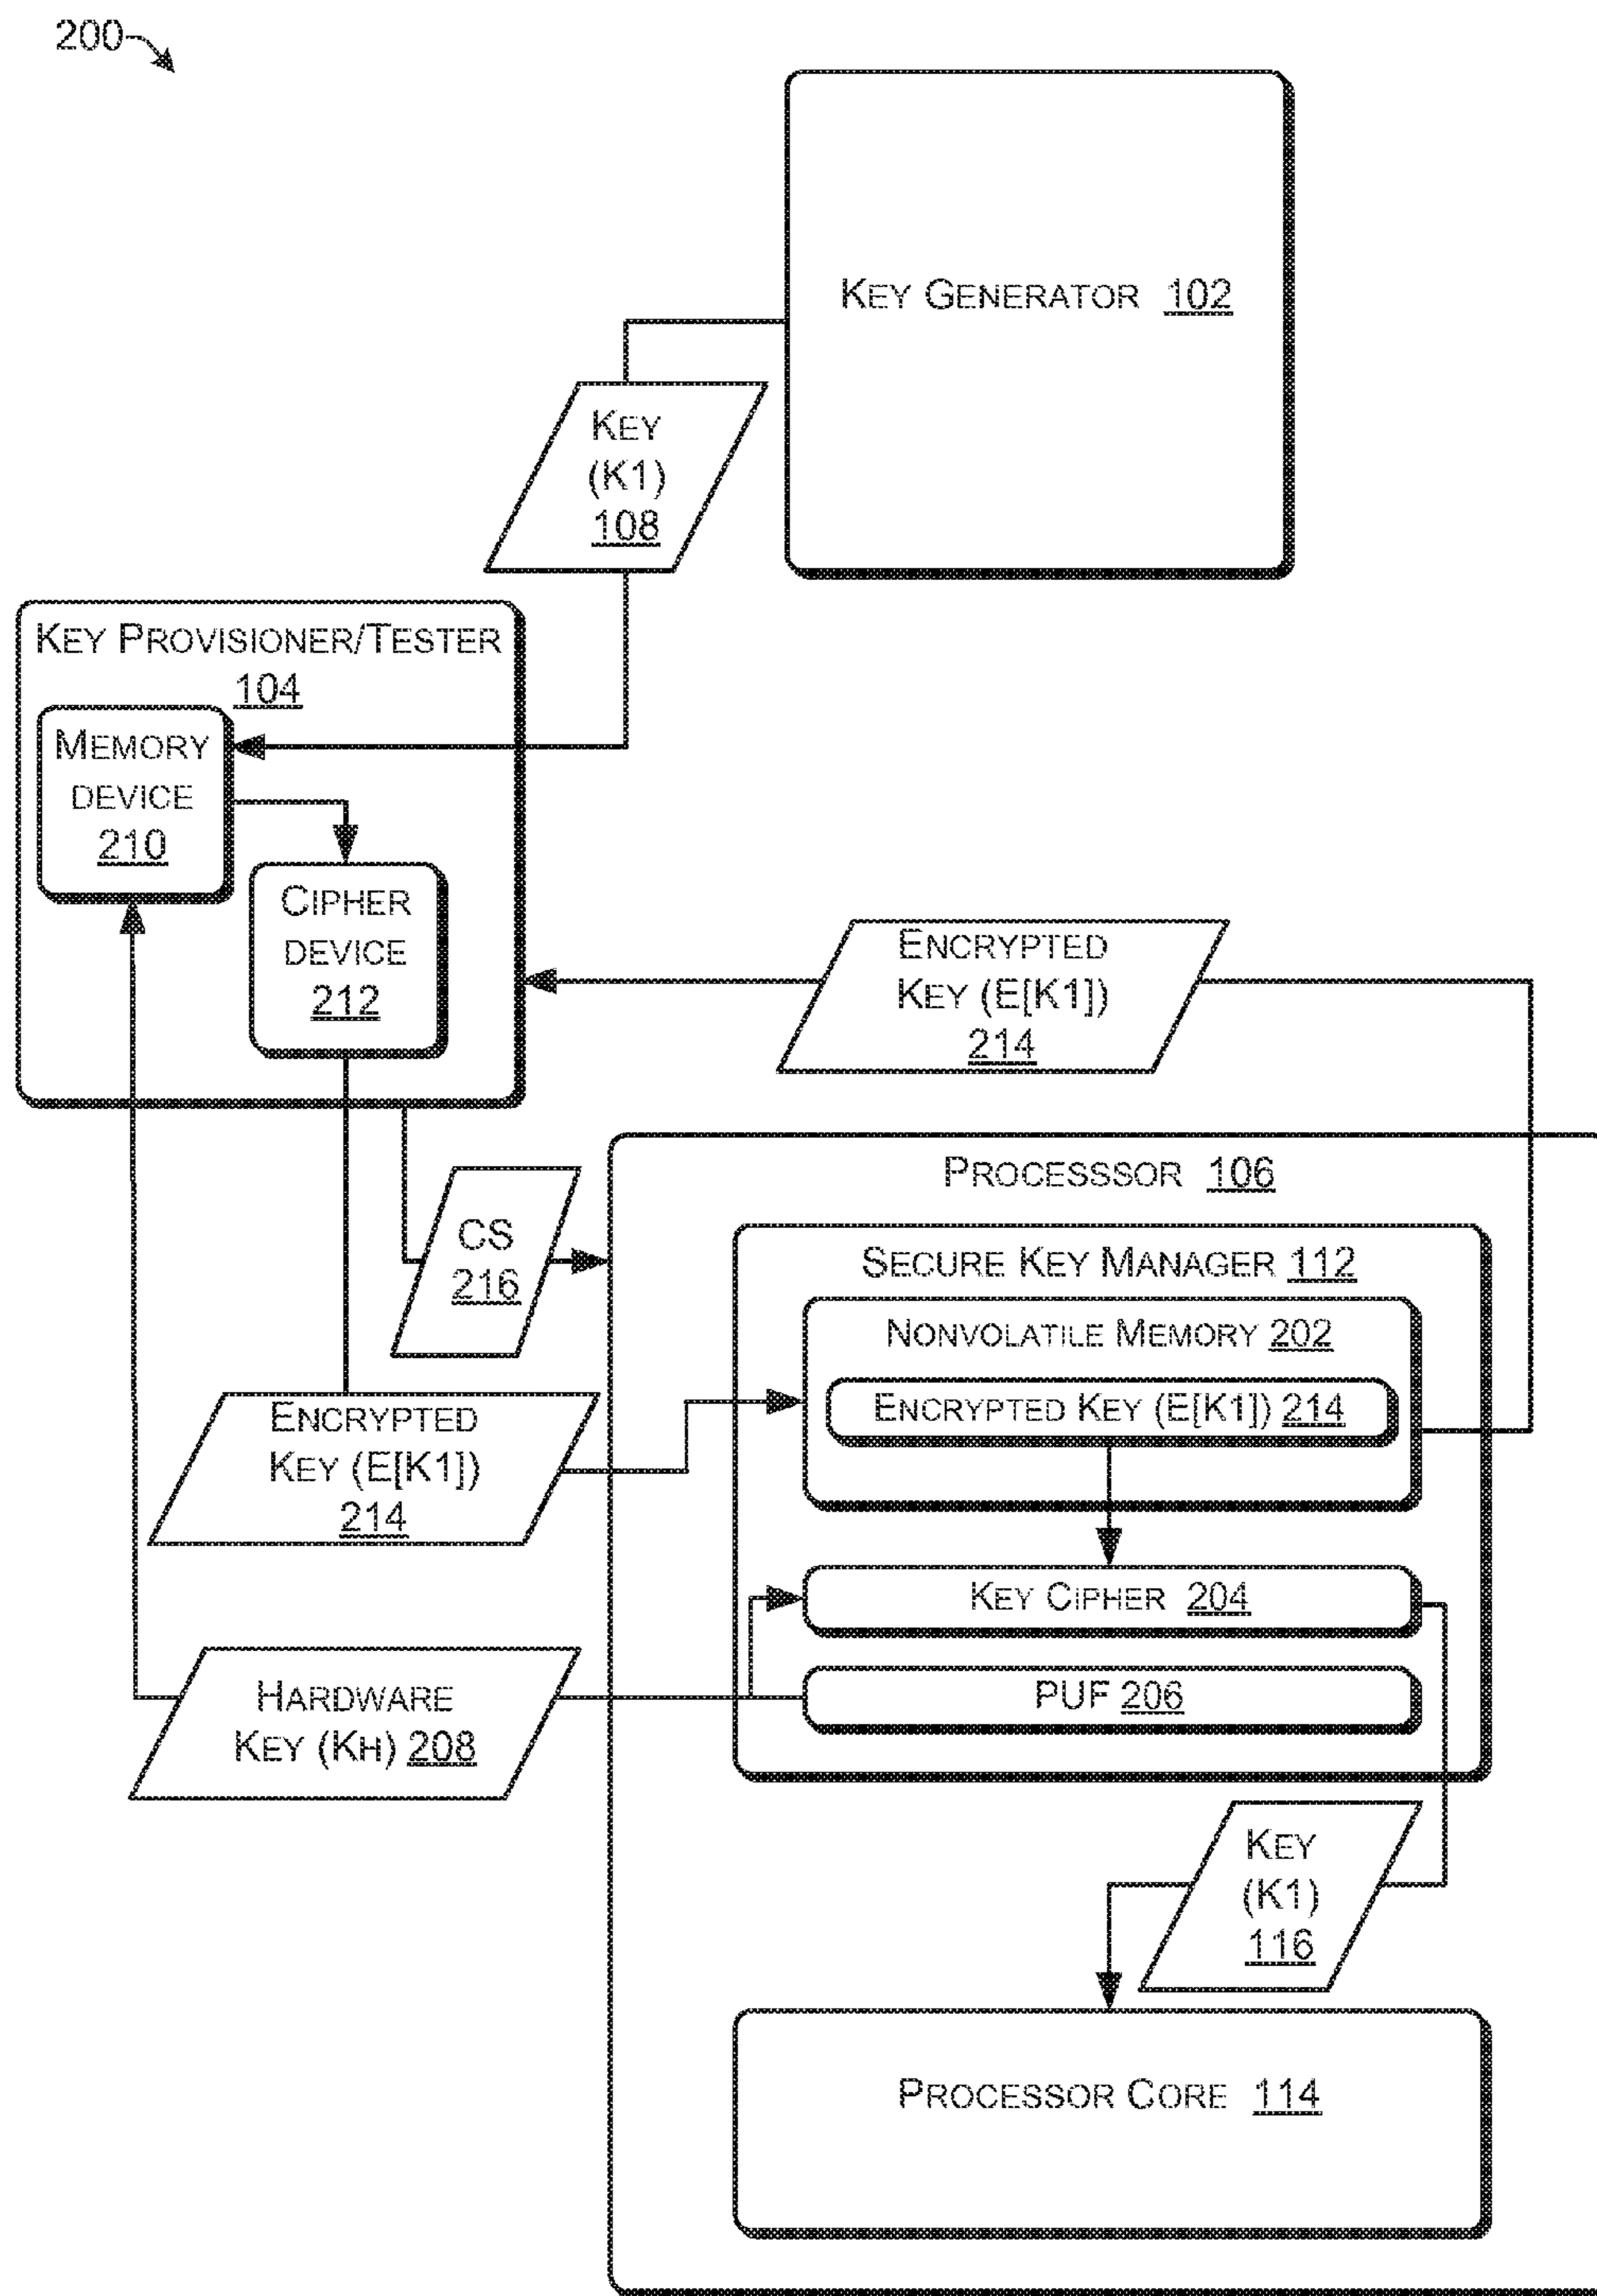 200
KEY GENERATOR 102
KEY
(K1)
108
KEY PROVISIONER/TESTER
104
MEMORY
DEVICE
210
CIPHER
DEVICE
212
ENCRYPTED
KEY (E[K1])
214
PROCESSSOR 106
CS
216
SECURE KEY MANAGER 112
NONVOLATILE MEMORY 202
ENCRYPTED KEY (E[K1]) 214
ENCRYPTED
KEY (E[K1])
214
KEY CIPHER 204
HARDWARE
KEY (KH) 208
PUF 206
KEY
(K1)
116
PROCESSOR CORE 114